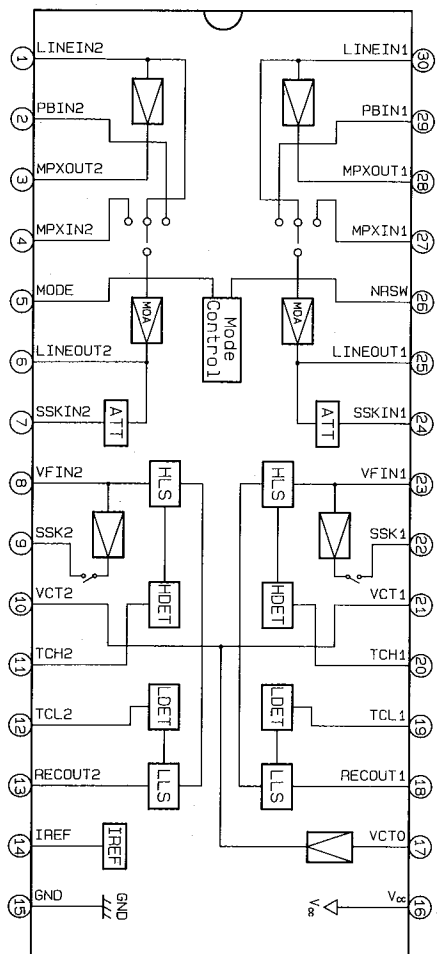 1 LINEIN2
LINEIN1 30
2 PBIN2
PBIN1 29
3 MPXOUT2
MPXOUT1 28
4 MPXIN2
MPXIN1 27
5 MODE
NRSW 26
MOA
Mode
Control
MOA
6 LINEOUT2
LINEOUT1 25
7 SSKIN2
ATT
ATT
SSKIN1 24
8 VFIN2
HLS
HLS
VFIN1 23
9 SSK2
SSK1 22
10 VCT2
HDET
HDET
VCT1 21
11 TCH2
TCH1 20
12 TCL2
LDET
LDET
TCL1 19
13 RECOUT2
LLS
LLS
RECOUT1 18
14 IREF
IREF
VCTO 17
15 GND
GND
Vcc
Vcc 16